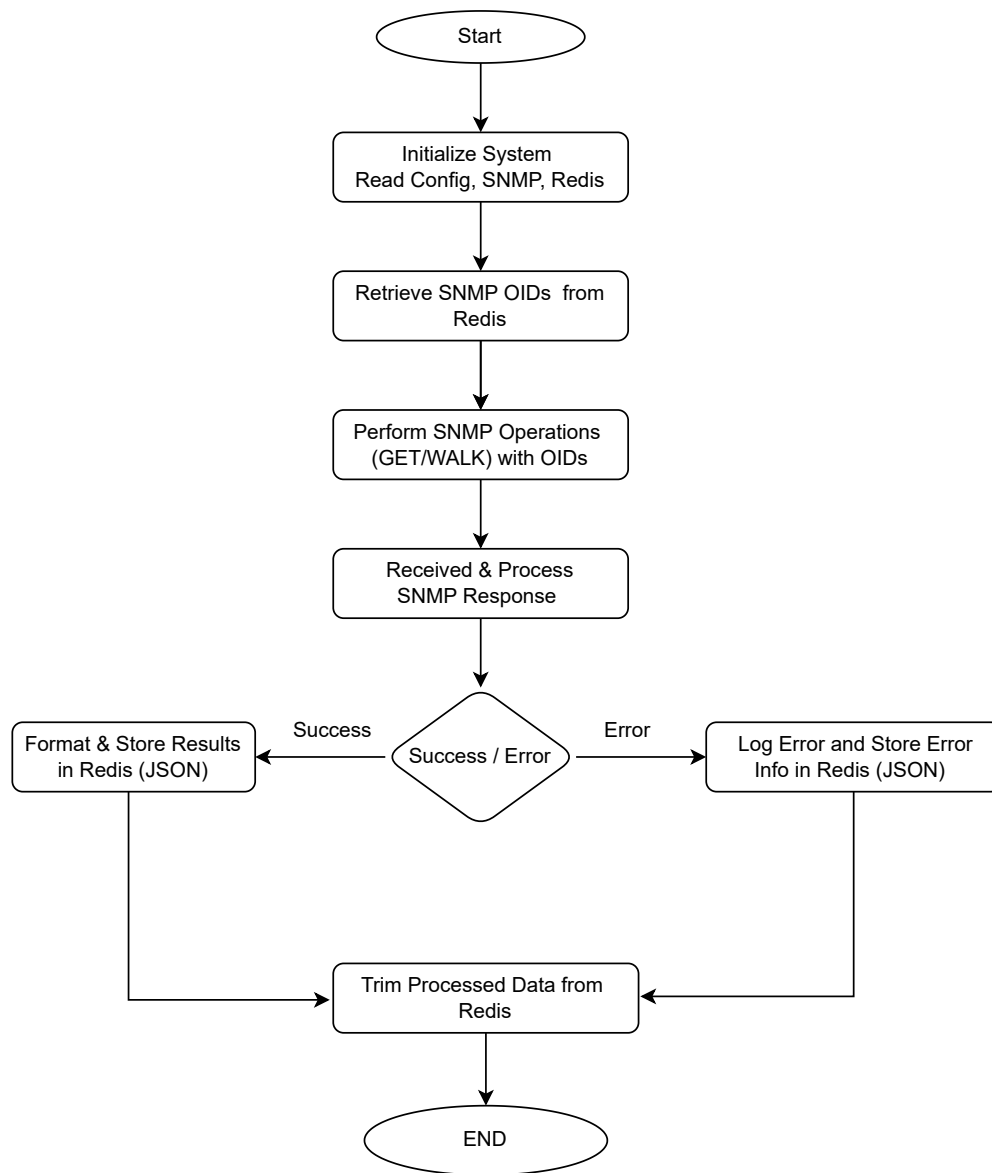 Start
Initialize System
Read Config, SNMP, Redis
Retrieve SNMP OIDs  from
Redis
Perform SNMP Operations
(GET/WALK) with OIDs
Received & Process
SNMP Response
Success
Error
Format & Store Results
in Redis (JSON)
Success / Error
Log Error and Store Error
Info in Redis (JSON)
Trim Processed Data from
Redis
END